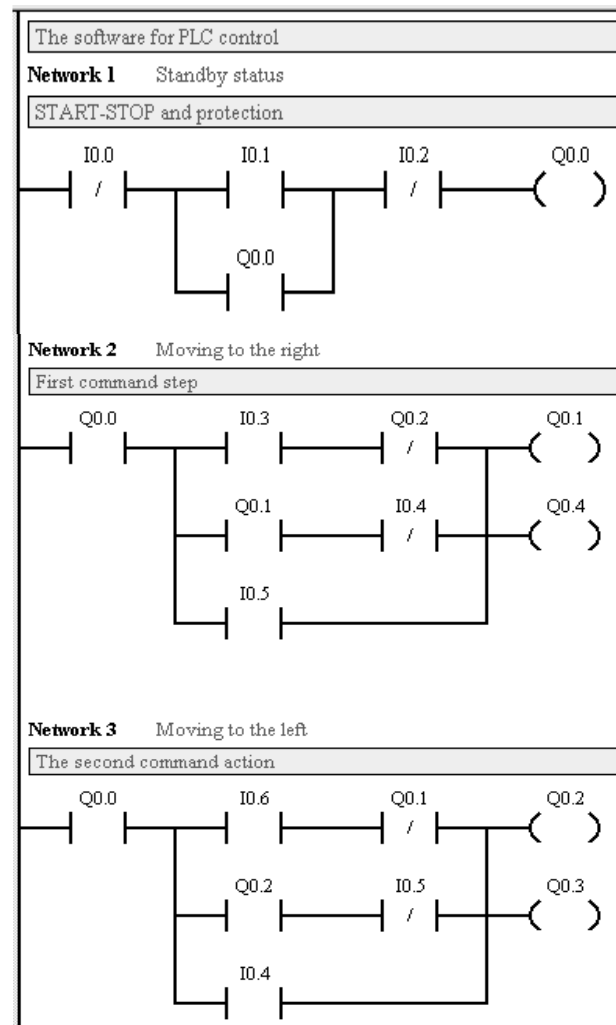 The software for PLC control
Network 1 Standby status
START-STOP and protection
I0.0 I0.1 I0.2 Q0.0
/ /
Q0.0
Network 2 Moving to the right
First command step
Q0.0 I0.3 Q0.2 Q0.1
/
Q0.1 I0.4 Q0.4
/
I0.5
Network 3 Moving to the left
The second command action
Q0.0 I0.6 Q0.1 Q0.2
/
Q0.2 I0.5 Q0.3
/
I0.4